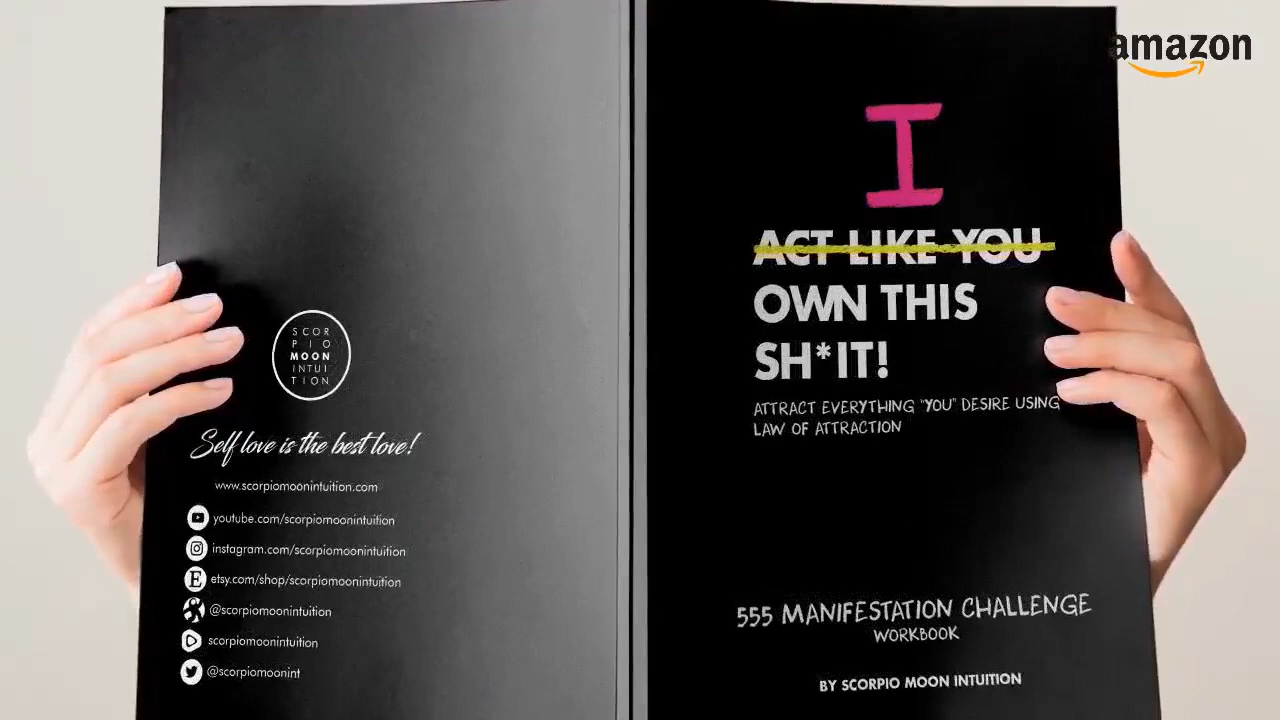 amazon
SCOR
PIO
MOON
INTUI
TION
Self love is the best love!
www.scorpiomoonintuition.com
youtube.com/scorpiomoonintuition
instagram.com/scorpiomoonintuition
E etsy.com/shop/scorpiomoonintuition
@scorpiomoonintuition
scorpiomoonintuition
@scorpiomoonint
I
ACT LIKE YOU
OWN THIS
SH*IT!
ATTRACT EVERYTHING "YOU" DESIRE USING
LAW OF ATTRACTION
555 MANIFESTATION CHALLENGE
WORKBOOK
BY SCORPIO MOON INTUITION